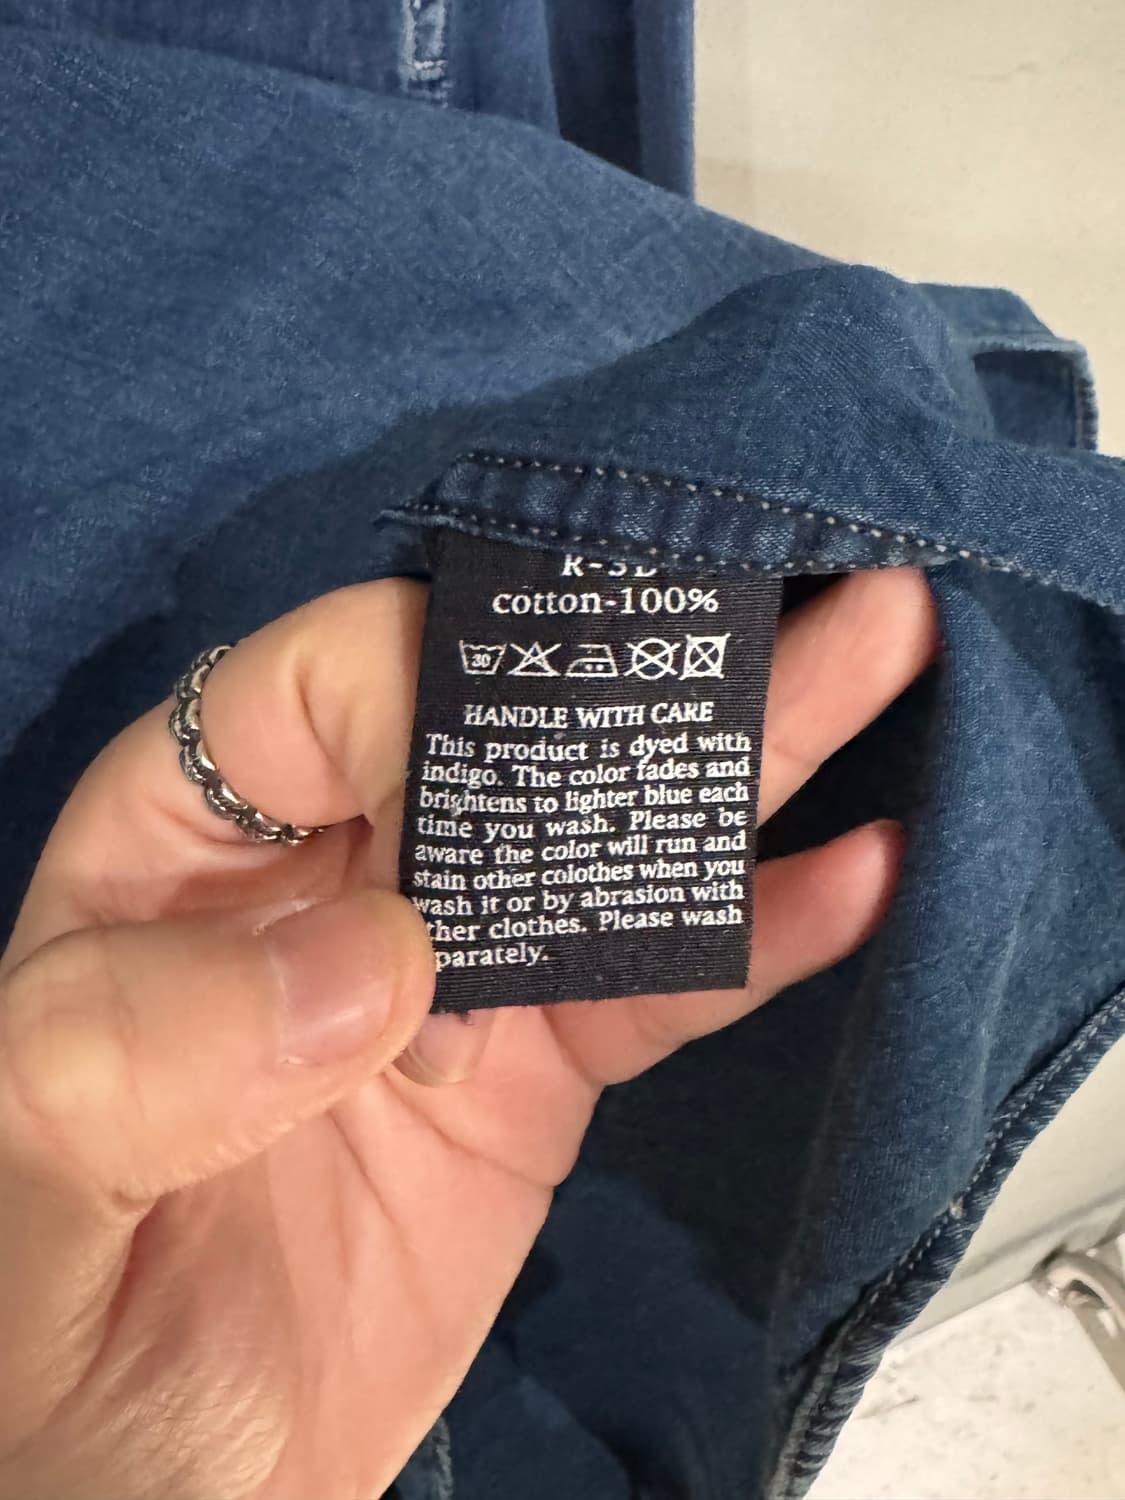 cotton-100%
30
HANDLE WITH CARE
This product is dyed with
indigo. The color fades and
brightens to lighter blue each
time you wash. Please be
aware the color will run and
stain other colothes when you
wash it or by abrasion with
ther clothes. Please wash
parately.